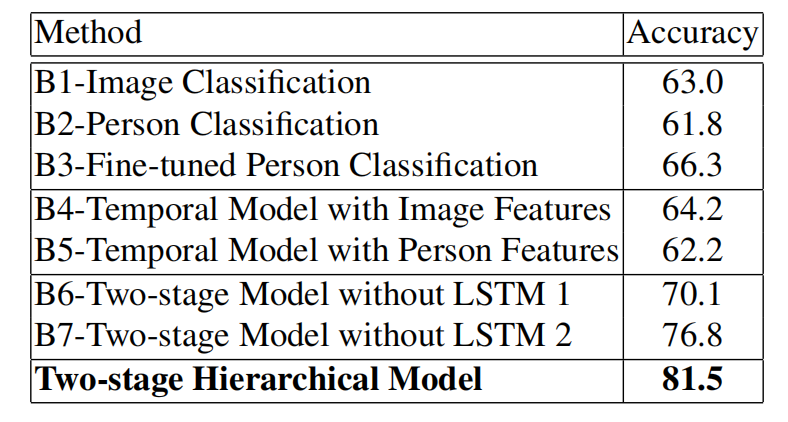 Method Accuracy
B1-Image Classification 63.0
B2-Person Classification 61.8
B3-Fine-tuned Person Classification 66.3
B4-Temporal Model with Image Features 64.2
B5-Temporal Model with Person Features 62.2
B6-Two-stage Model without LSTM 1 70.1
B7-Two-stage Model without LSTM 2 76.8
Two-stage Hierarchical Model 81.5